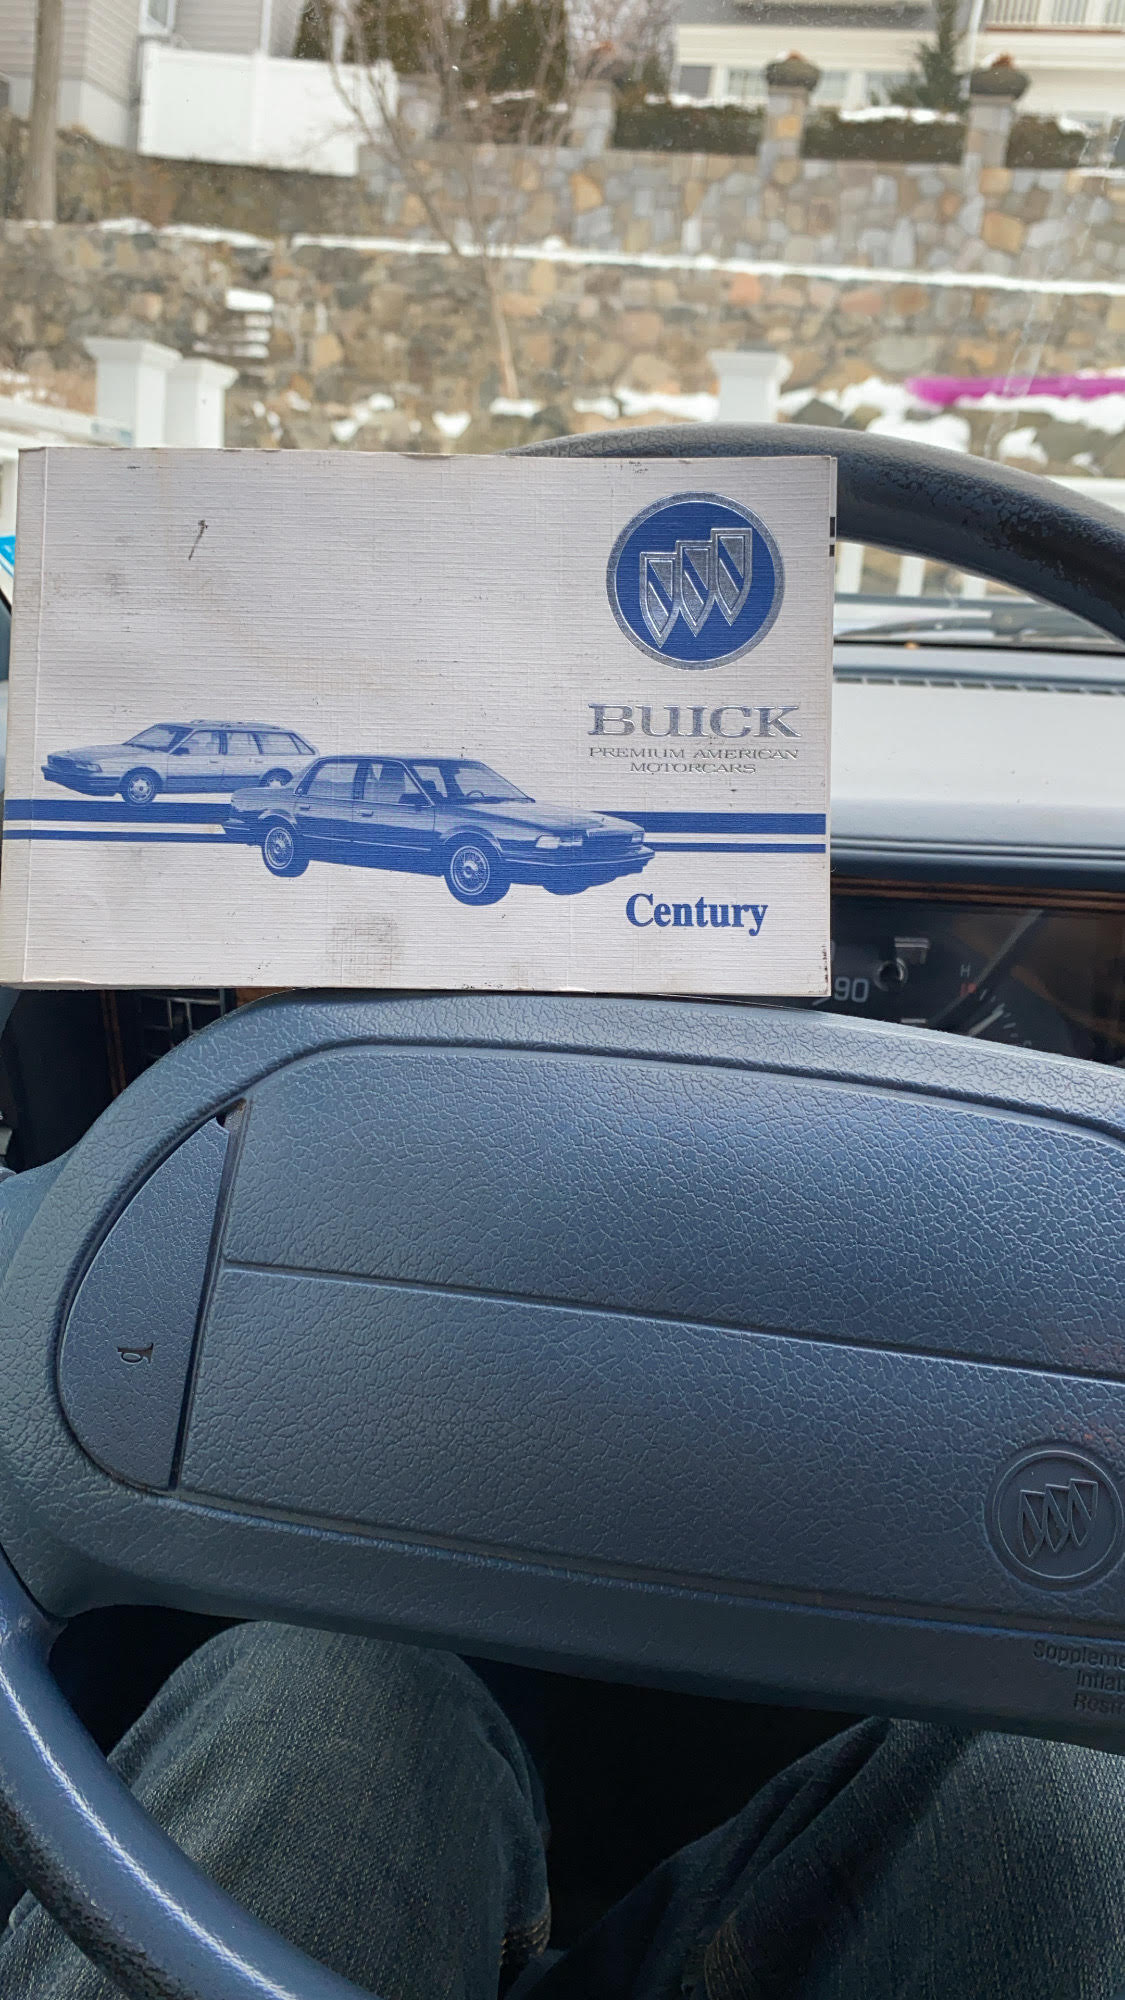 BUICK
PREMIUM AMERICAN
MOTORCARS
Century
90
H